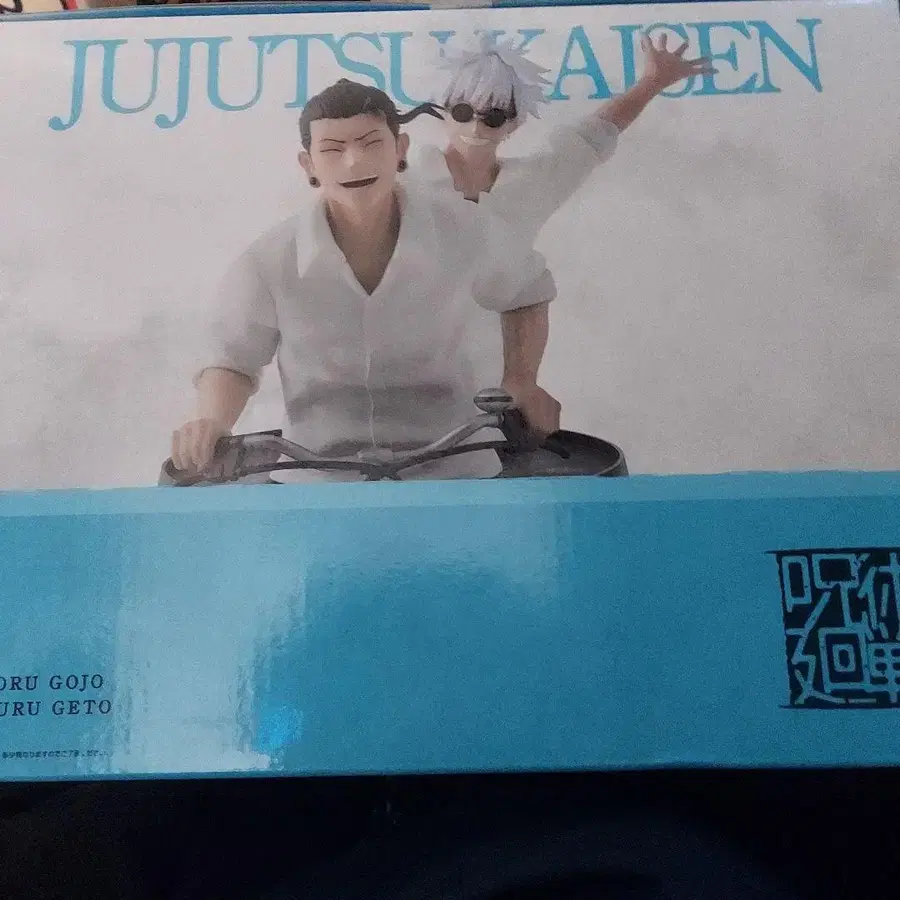 JUJUTSU KAISEN
ORU GOJO
URU GETO
呪術
廻戦